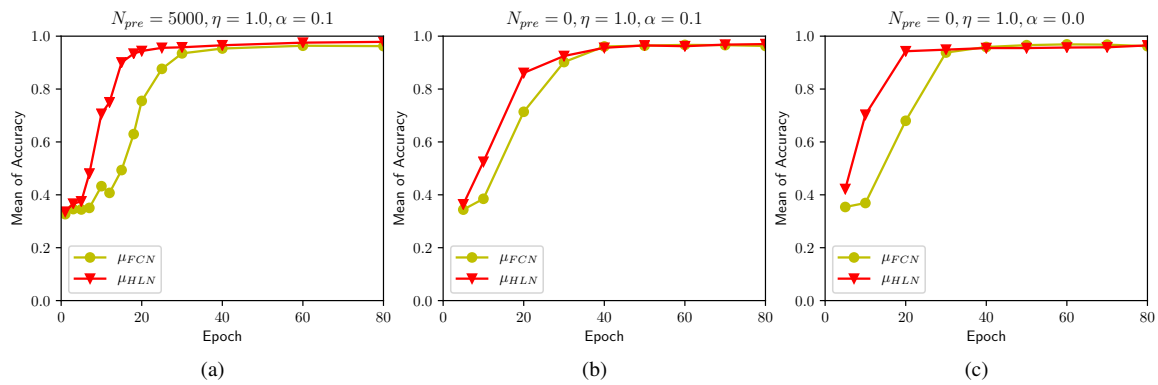 N_pre = 5000, η = 1.0, α = 0.1
Mean of Accuracy
1.0
0.8
0.6
0.4
0.2
0.0
μ_FCN
μ_HLN
0 20 40 60 80
Epoch
(a)
N_pre = 0, η = 1.0, α = 0.1
Mean of Accuracy
1.0
0.8
0.6
0.4
0.2
0.0
μ_FCN
μ_HLN
0 20 40 60 80
Epoch
(b)
N_pre = 0, η = 1.0, α = 0.0
Mean of Accuracy
1.0
0.8
0.6
0.4
0.2
0.0
μ_FCN
μ_HLN
0 20 40 60 80
Epoch
(c)